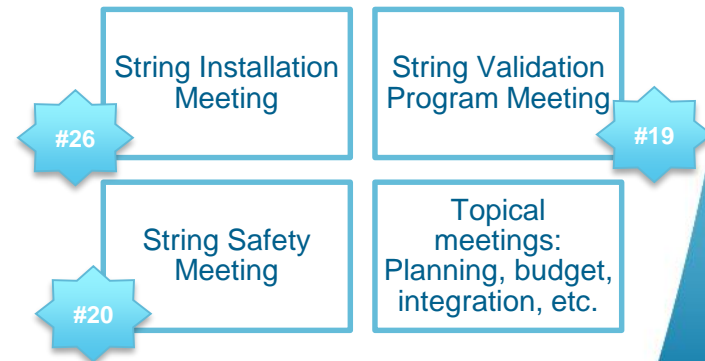 String Installation
Meeting
#26
String Validation
Program Meeting
#19
String Safety
Meeting
#20
Topical
meetings:
Planning, budget,
integration, etc.